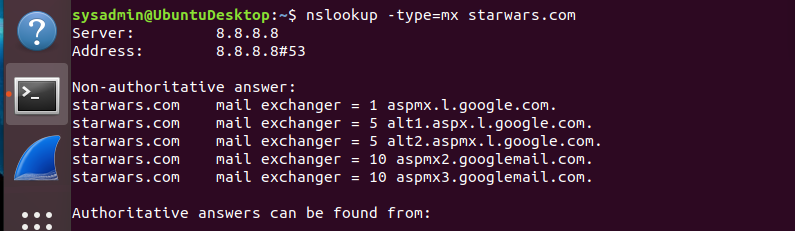 sysadmin@UbuntuDesktop:~$ nslookup -type=mx starwars.com
Server: 8.8.8.8
Address: 8.8.8.8#53
Non-authoritative answer:
starwars.com mail exchanger = 1 aspmx.l.google.com.
starwars.com mail exchanger = 5 alt1.aspx.l.google.com.
starwars.com mail exchanger = 5 alt2.aspmx.l.google.com.
starwars.com mail exchanger = 10 aspmx2.googlemail.com.
starwars.com mail exchanger = 10 aspmx3.googlemail.com.
Authoritative answers can be found from: